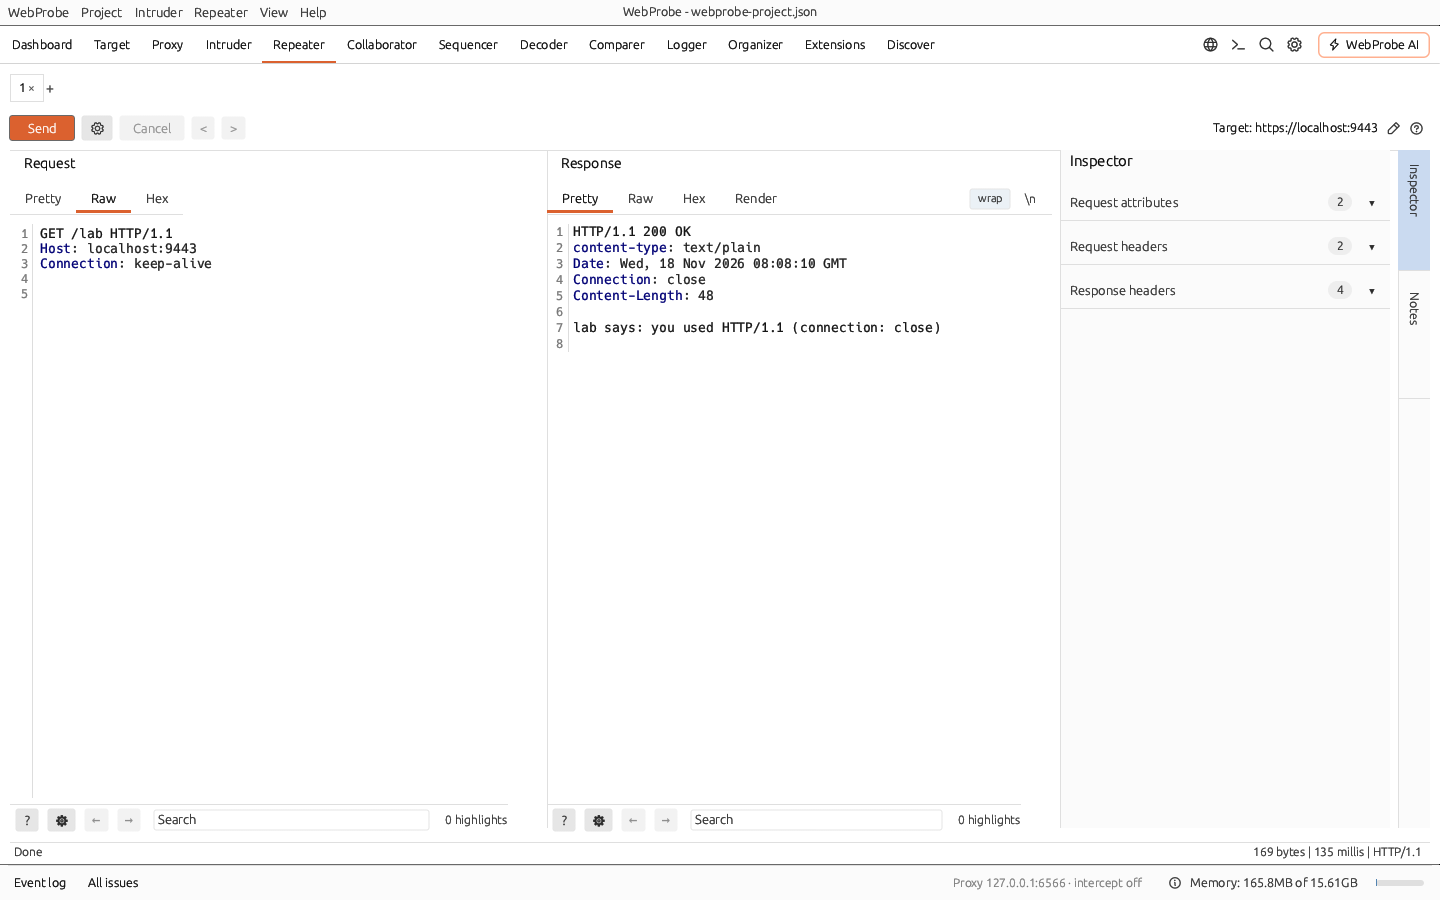 WebProbe Project Intruder Repeater View Help
WebProbe - webprobe-project.json
Dashboard Target Proxy Intruder Repeater Collaborator Sequencer Decoder Comparer Logger Organizer Extensions Discover
WebProbe AI
1 × +
Send Cancel < >
Target: https://localhost:9443
Request
Pretty Raw Hex
1 GET /lab HTTP/1.1
2 Host: localhost:9443
3 Connection: keep-alive
4
5
Response
Pretty Raw Hex Render
wrap \n
1 HTTP/1.1 200 OK
2 content-type: text/plain
3 Date: Wed, 18 Nov 2026 08:08:10 GMT
4 Connection: close
5 Content-Length: 48
6
7 lab says: you used HTTP/1.1 (connection: close)
8
Inspector
Request attributes 2 ▾
Request headers 2 ▾
Response headers 4 ▾
Inspector
Notes
? ← → Search 0 highlights
? ← → Search 0 highlights
Done
169 bytes | 135 millis | HTTP/1.1
Event log All issues
Proxy 127.0.0.1:6566 · intercept off
Memory: 165.8MB of 15.61GB